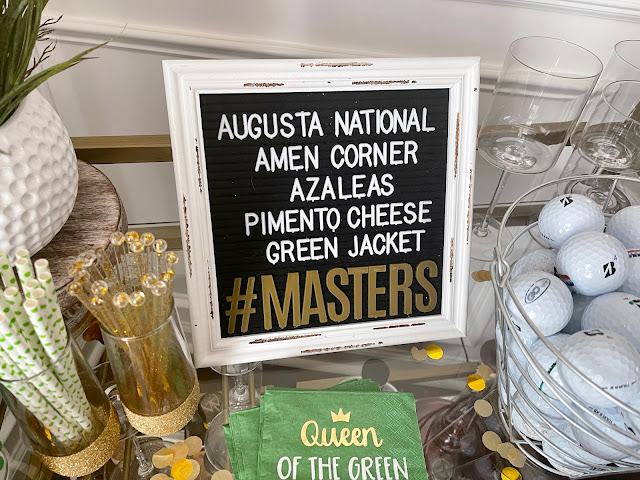 AUGUSTA NATIONAL
AMEN CORNER
AZALEAS
PIMENTO CHEESE
GREEN JACKET
#MASTERS
Queen
OF THE GREEN